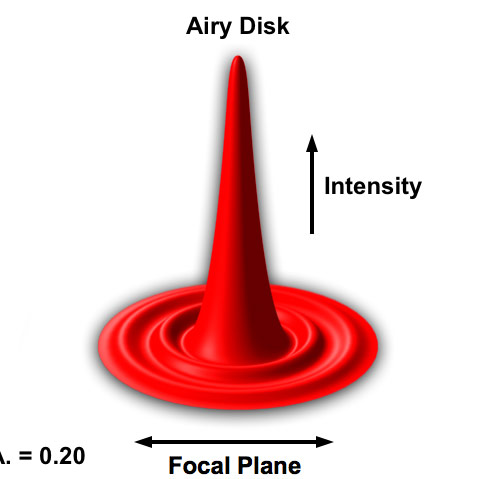 Airy Disk
Intensity
A. = 0.20
Focal Plane